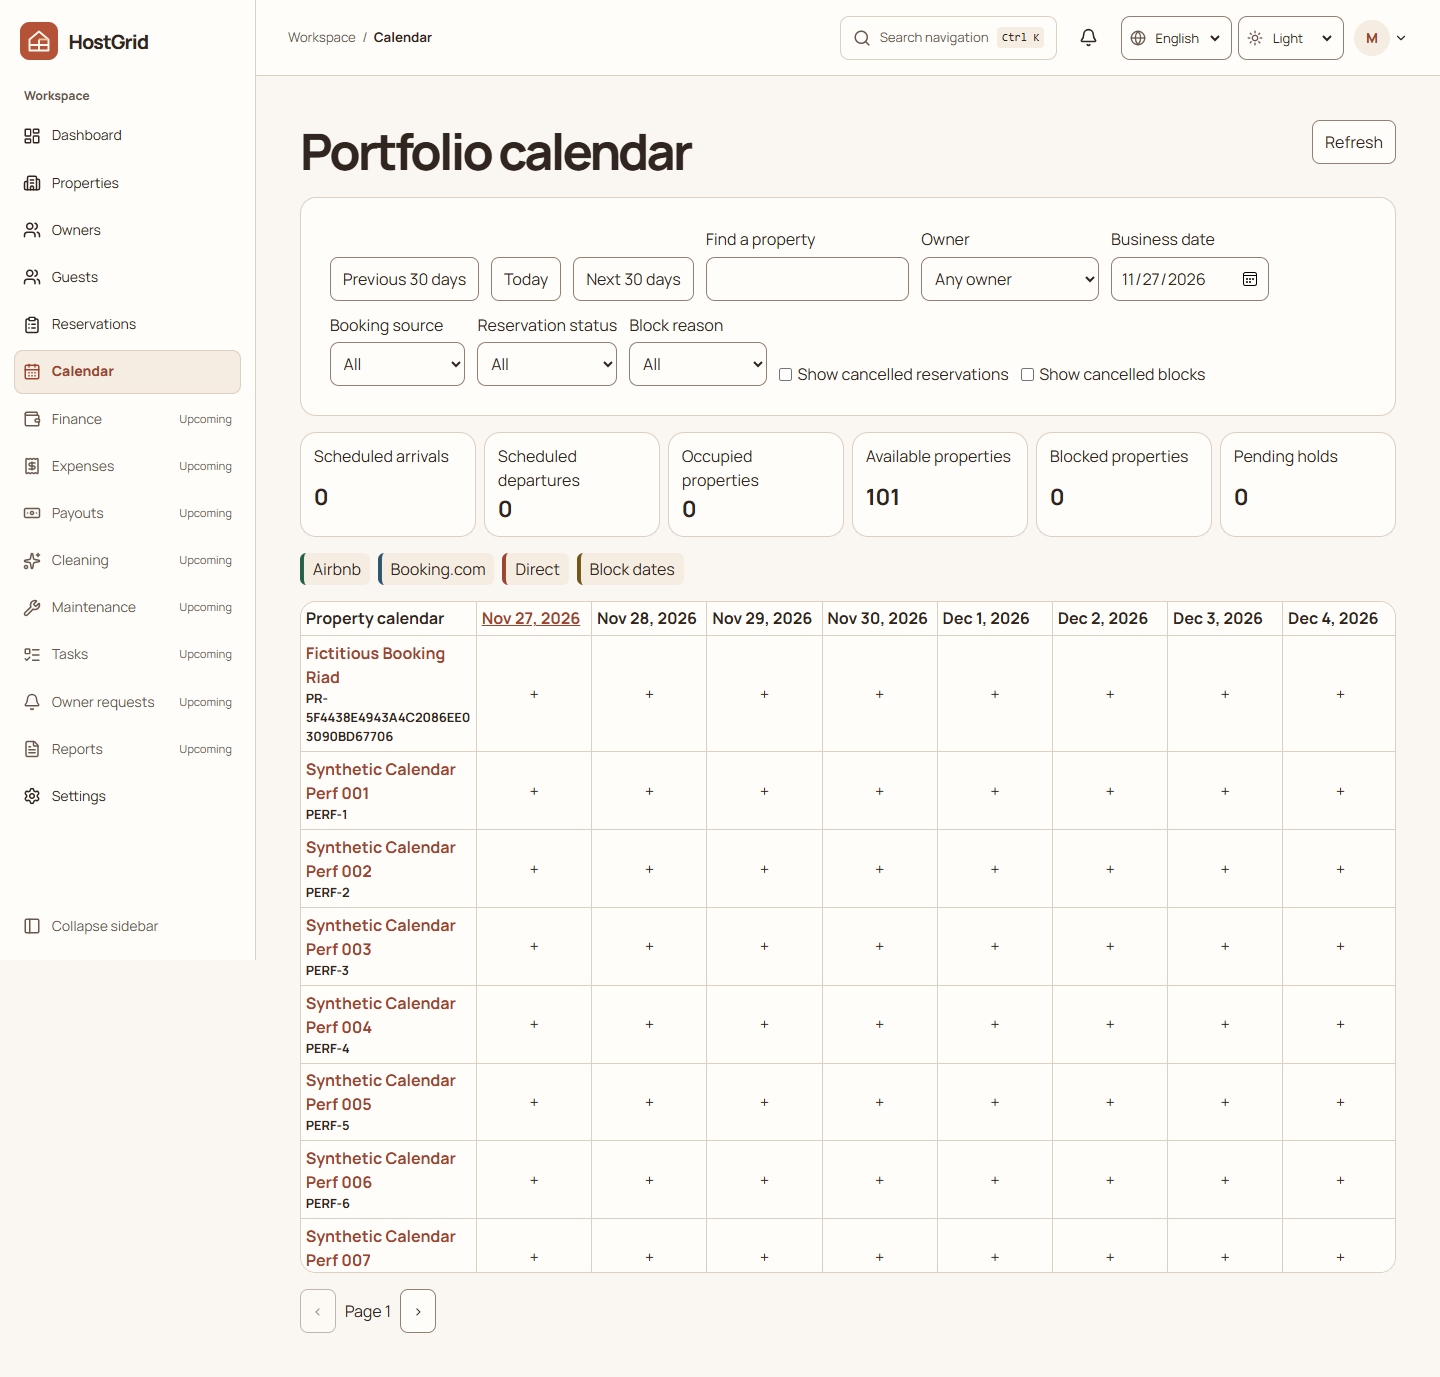 HostGrid
Workspace / Calendar
Search navigation Ctrl K
English
Light
M
Workspace
Dashboard
Properties
Owners
Guests
Reservations
Calendar
Finance Upcoming
Expenses Upcoming
Payouts Upcoming
Cleaning Upcoming
Maintenance Upcoming
Tasks Upcoming
Owner requests Upcoming
Reports Upcoming
Settings
Collapse sidebar
Portfolio calendar
Refresh
Find a property Owner Business date
Previous 30 days Today Next 30 days Any owner 11/27/2026
Booking source Reservation status Block reason
All All All Show cancelled reservations Show cancelled blocks
Scheduled arrivals
0
Scheduled
departures
0
Occupied
properties
0
Available properties
101
Blocked properties
0
Pending holds
0
Airbnb Booking.com Direct Block dates
Property calendar Nov 27, 2026 Nov 28, 2026 Nov 29, 2026 Nov 30, 2026 Dec 1, 2026 Dec 2, 2026 Dec 3, 2026 Dec 4, 2026
Fictitious Booking
Riad
PR-
5F4438E4943A4C2086EE0
3090BD67706
+ + + + + + + +
Synthetic Calendar
Perf 001
PERF-1
+ + + + + + + +
Synthetic Calendar
Perf 002
PERF-2
+ + + + + + + +
Synthetic Calendar
Perf 003
PERF-3
+ + + + + + + +
Synthetic Calendar
Perf 004
PERF-4
+ + + + + + + +
Synthetic Calendar
Perf 005
PERF-5
+ + + + + + + +
Synthetic Calendar
Perf 006
PERF-6
+ + + + + + + +
Synthetic Calendar
Perf 007
+ + + + + + + +
‹ Page 1 ›